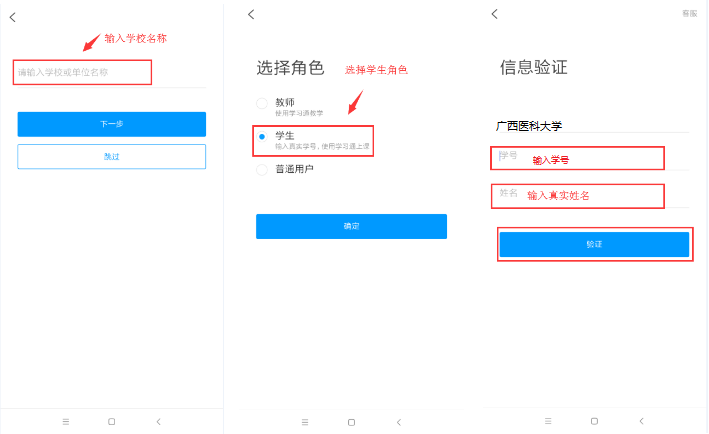 输入学校名称
请输入学校或单位名称
下一步
跳过
选择角色
选择学生角色
教师
使用学习通教学
学生
输入真实学号，使用学习通上课
普通用户
确定
客服
信息验证
广西医科大学
学号
输入学号
姓名
输入真实姓名
验证